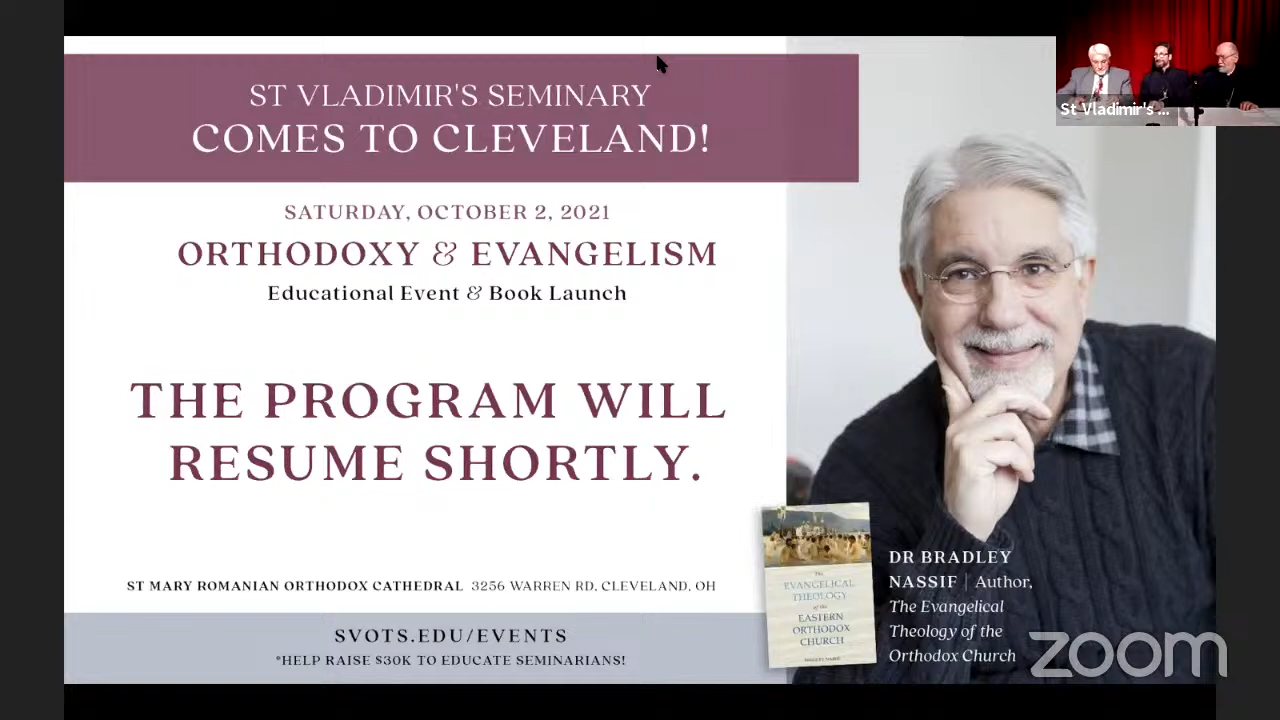 St Vladimir's ...
ST VLADIMIR'S SEMINARY
COMES TO CLEVELAND!
SATURDAY, OCTOBER 2, 2021
ORTHODOXY & EVANGELISM
Educational Event & Book Launch
THE PROGRAM WILL
RESUME SHORTLY.
ST MARY ROMANIAN ORTHODOX CATHEDRAL 3256 WARREN RD, CLEVELAND, OH
SVOTS.EDU/EVENTS
*HELP RAISE $30K TO EDUCATE SEMINARIANS!
The
EVANGELICAL
THEOLOGY
of the
EASTERN
ORTHODOX
CHURCH
BRADLEY NASSIF
DR BRADLEY
NASSIF | Author,
The Evangelical
Theology of the
Orthodox Church
zoom